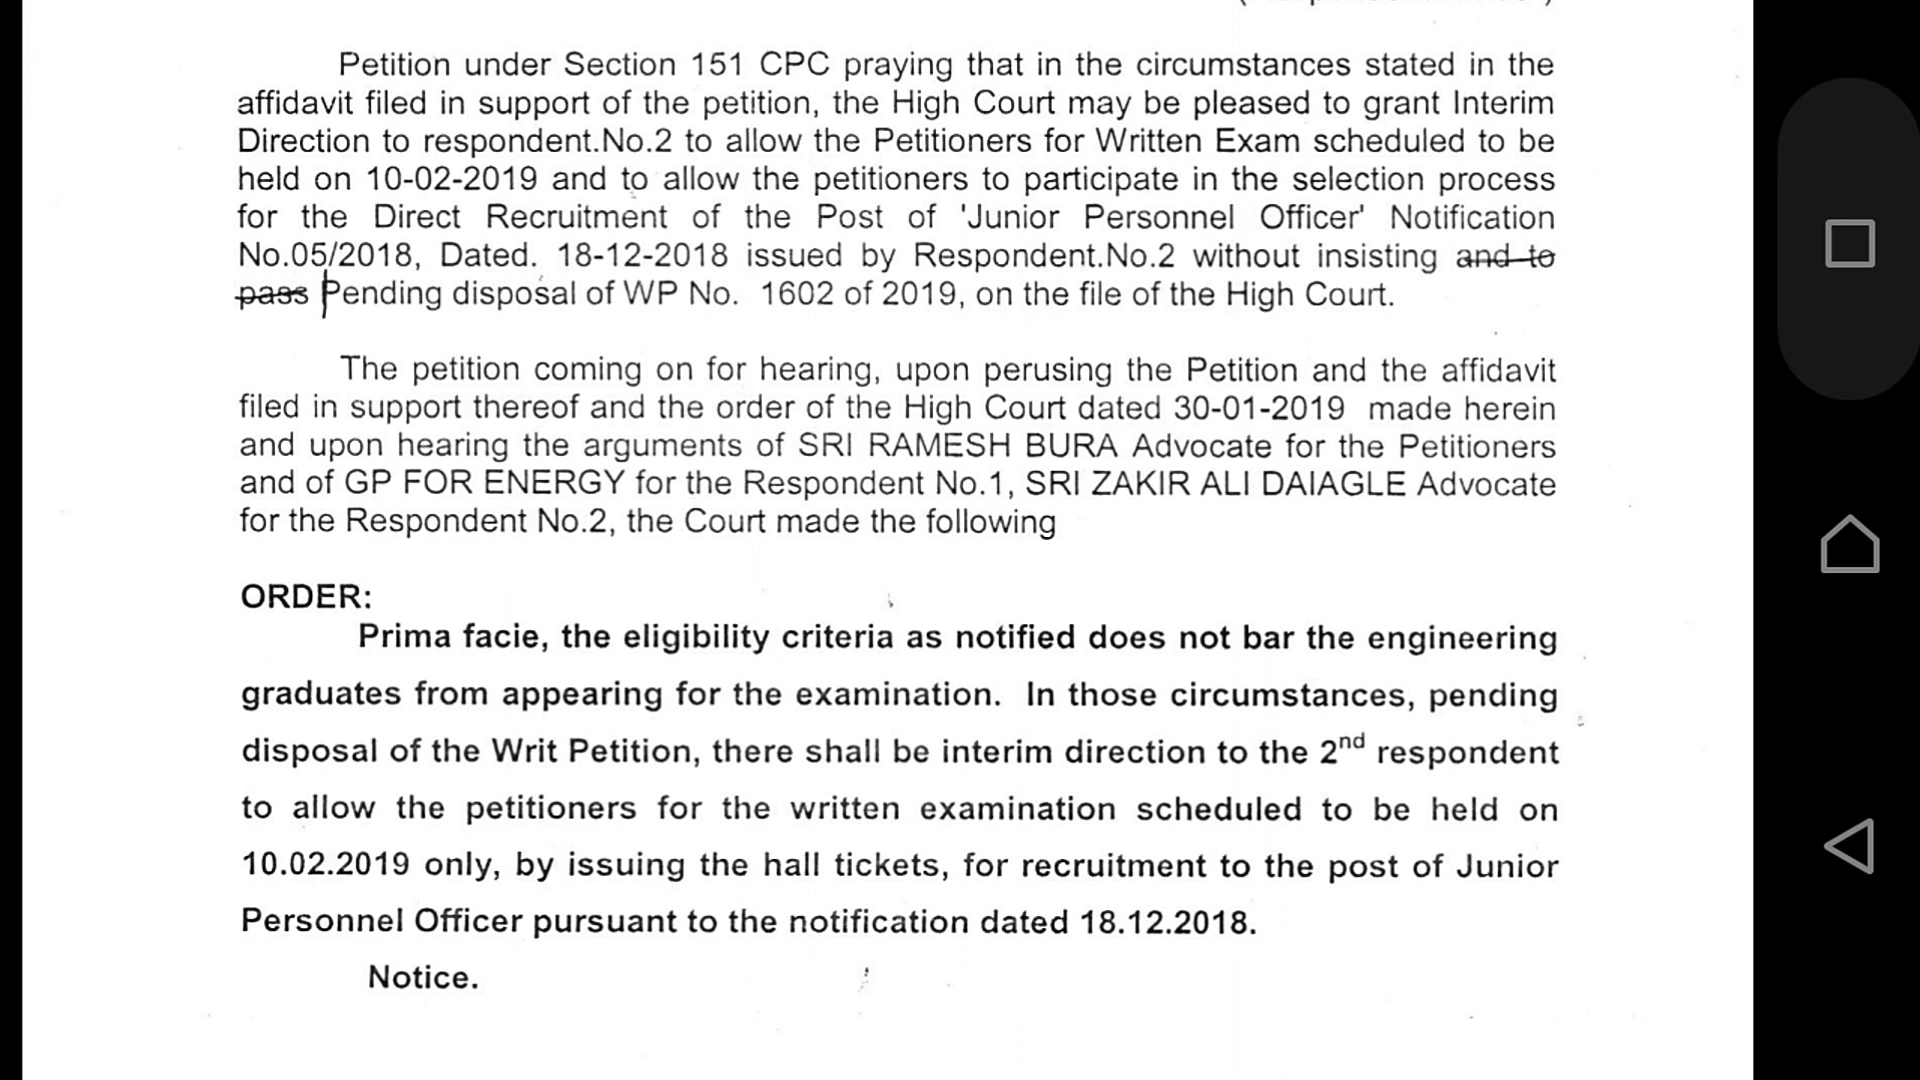 Petition under Section 151 CPC praying that in the circumstances stated in the
affidavit filed in support of the petition, the High Court may be pleased to grant Interim
Direction to respondent.No.2 to allow the Petitioners for Written Exam scheduled to be
held on 10-02-2019 and to allow the petitioners to participate in the selection process
for the Direct Recruitment of the Post of 'Junior Personnel Officer' Notification
No.05/2018, Dated. 18-12-2018 issued by Respondent.No.2 without insisting and to
pass Pending disposal of WP No. 1602 of 2019, on the file of the High Court.
The petition coming on for hearing, upon perusing the Petition and the affidavit
filed in support thereof and the order of the High Court dated 30-01-2019 made herein
and upon hearing the arguments of SRI RAMESH BURA Advocate for the Petitioners
and of GP FOR ENERGY for the Respondent No.1, SRI ZAKIR ALI DAIAGLE Advocate
for the Respondent No.2, the Court made the following
ORDER:
Prima facie, the eligibility criteria as notified does not bar the engineering
graduates from appearing for the examination. In those circumstances, pending
disposal of the Writ Petition, there shall be interim direction to the 2nd respondent
to allow the petitioners for the written examination scheduled to be held on
10.02.2019 only, by issuing the hall tickets, for recruitment to the post of Junior
Personnel Officer pursuant to the notification dated 18.12.2018.
Notice.